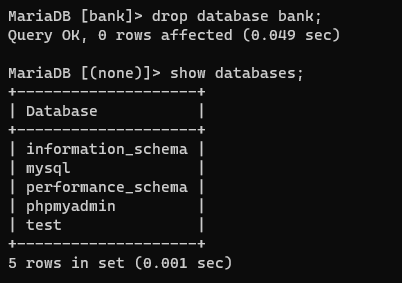 MariaDB [bank]> drop database bank;
Query OK, 0 rows affected (0.049 sec)

MariaDB [(none)]> show databases;
+--------------------+
| Database           |
+--------------------+
| information_schema |
| mysql              |
| performance_schema |
| phpmyadmin         |
| test               |
+--------------------+
5 rows in set (0.001 sec)